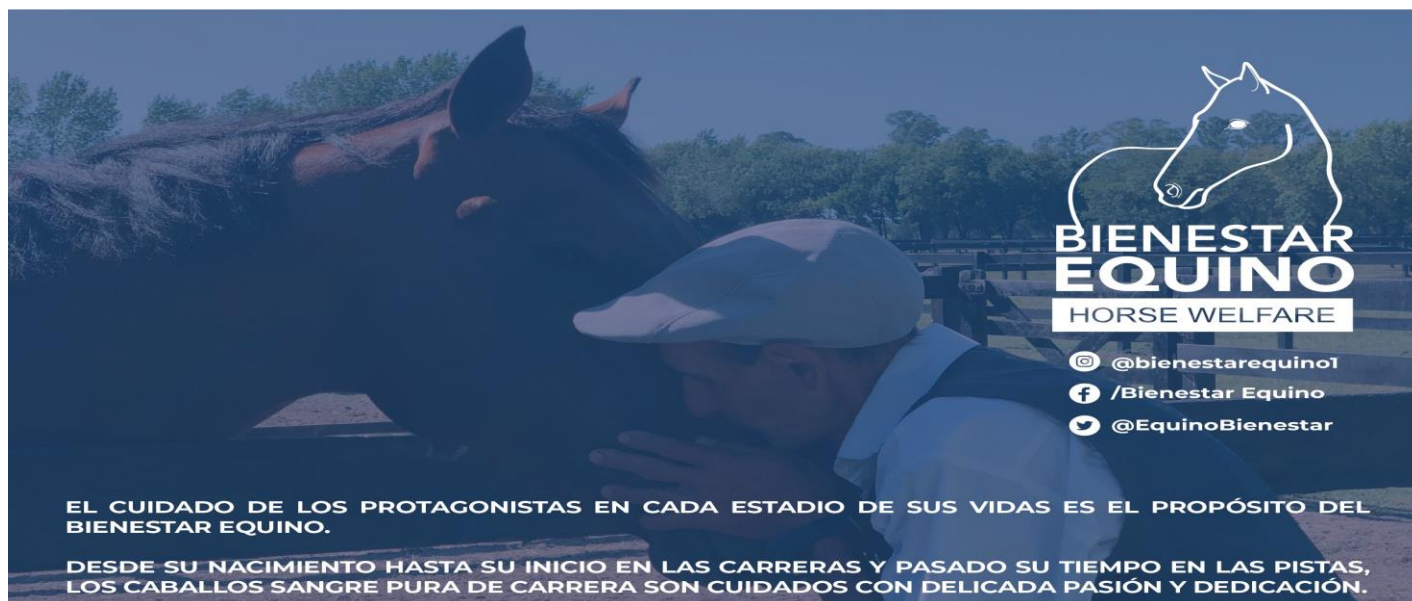 BIENESTAR
EQUINO
HORSE WELFARE
@bienestarequino1
/Bienestar Equino
@EquinoBienestar
EL CUIDADO DE LOS PROTAGONISTAS EN CADA ESTADIO DE SUS VIDAS ES EL PROPÓSITO DEL
BIENESTAR EQUINO.
DESDE SU NACIMIENTO HASTA SU INICIO EN LAS CARRERAS Y PASADO SU TIEMPO EN LAS PISTAS,
LOS CABALLOS SANGRE PURA DE CARRERA SON CUIDADOS CON DELICADA PASIÓN Y DEDICACIÓN.